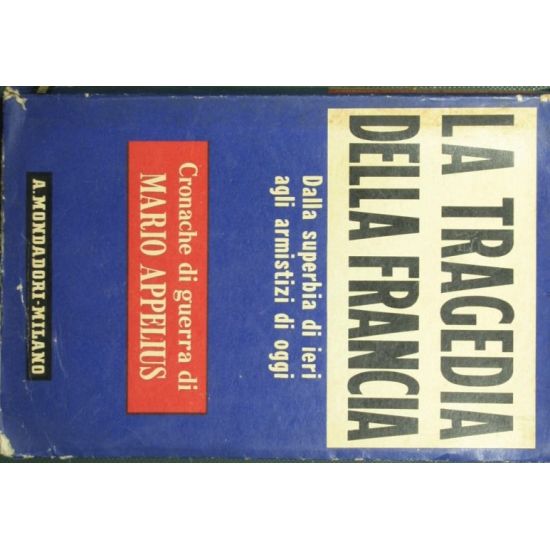 LA TRAGEDIA
DELLA FRANCIA
Dalla superbia di ieri
agli armistizi di oggi
Cronache di guerra di
MARIO APPELIUS
A. MONDADORI - MILANO